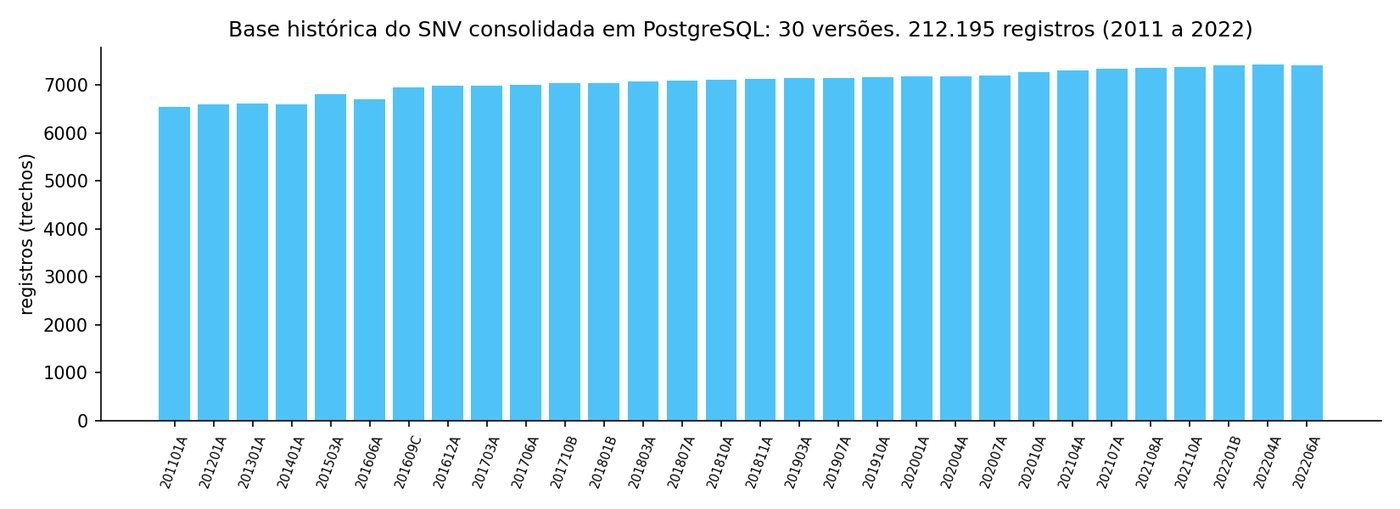 Base histórica do SNV consolidada em PostgreSQL: 30 versões. 212.195 registros (2011 a 2022)
registros (trechos)
7000
6000
5000
4000
3000
2000
1000
0
201101A
201201A
201301A
201401A
201503A
201606A
201609C
201612A
201703A
201706A
201710B
201801B
201803A
201807A
201810A
201811A
201903A
201907A
201910A
202001A
202004A
202007A
202010A
202104A
202107A
202108A
202110A
202201B
202204A
202206A